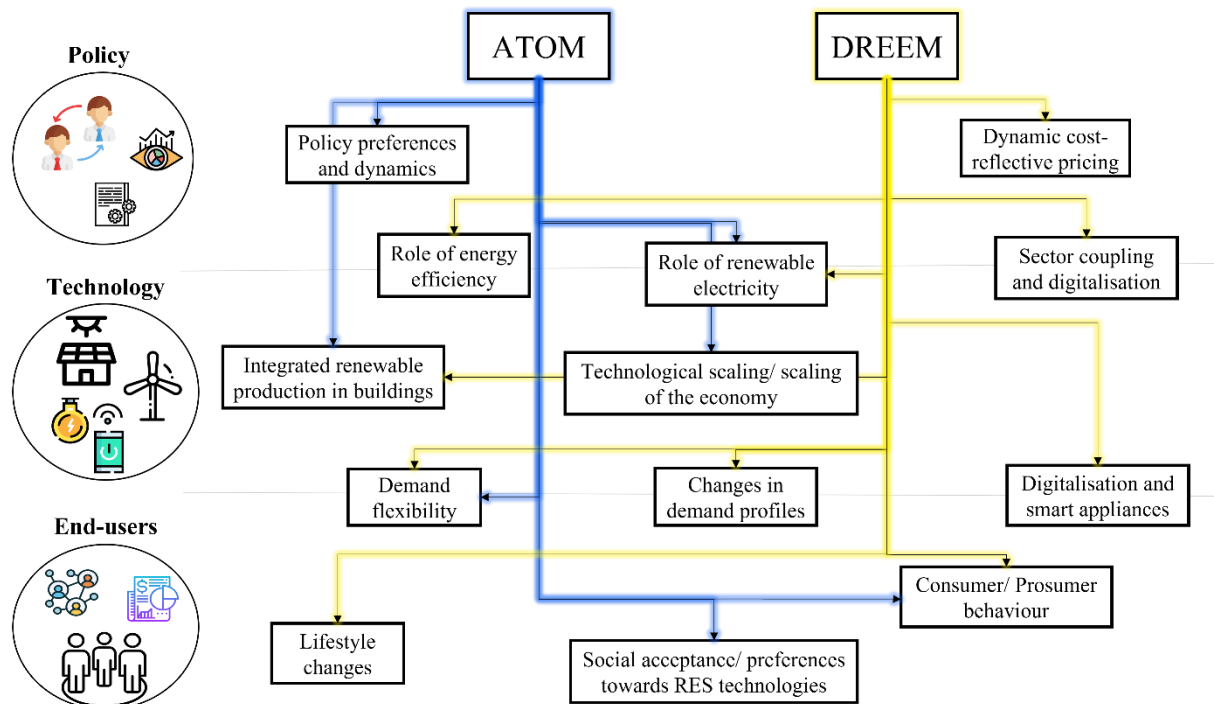 Policy
ATOM
DREEM
Policy preferences
and dynamics
Dynamic cost-
reflective pricing
Role of energy
efficiency
Role of renewable
electricity
Sector coupling
and digitalisation
Technology
Integrated renewable
production in buildings
Technological scaling/ scaling
of the economy
Demand
flexibility
Changes in
demand profiles
Digitalisation and
smart appliances
End-users
Consumer/ Prosumer
behaviour
Lifestyle
changes
Social acceptance/ preferences
towards RES technologies